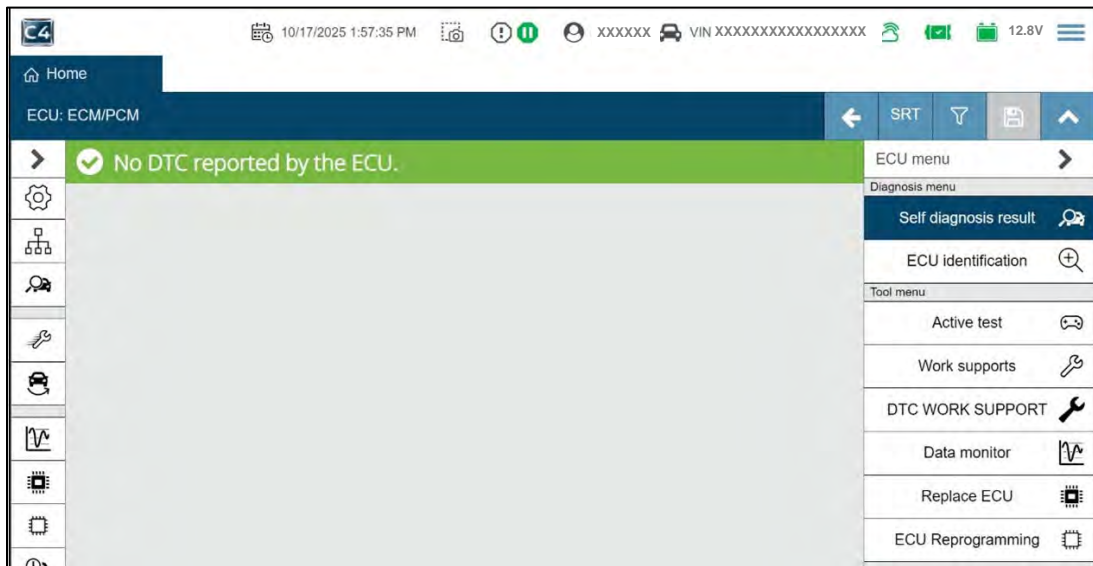 C4
10/17/2025 1:57:35 PM XXXXXX VIN XXXXXXXXXXXXXXXXX 12.8V
Home
ECU: ECM/PCM SRT
No DTC reported by the ECU.
ECU menu
Diagnosis menu
Self diagnosis result
ECU identification
Tool menu
Active test
Work supports
DTC WORK SUPPORT
Data monitor
Replace ECU
ECU Reprogramming